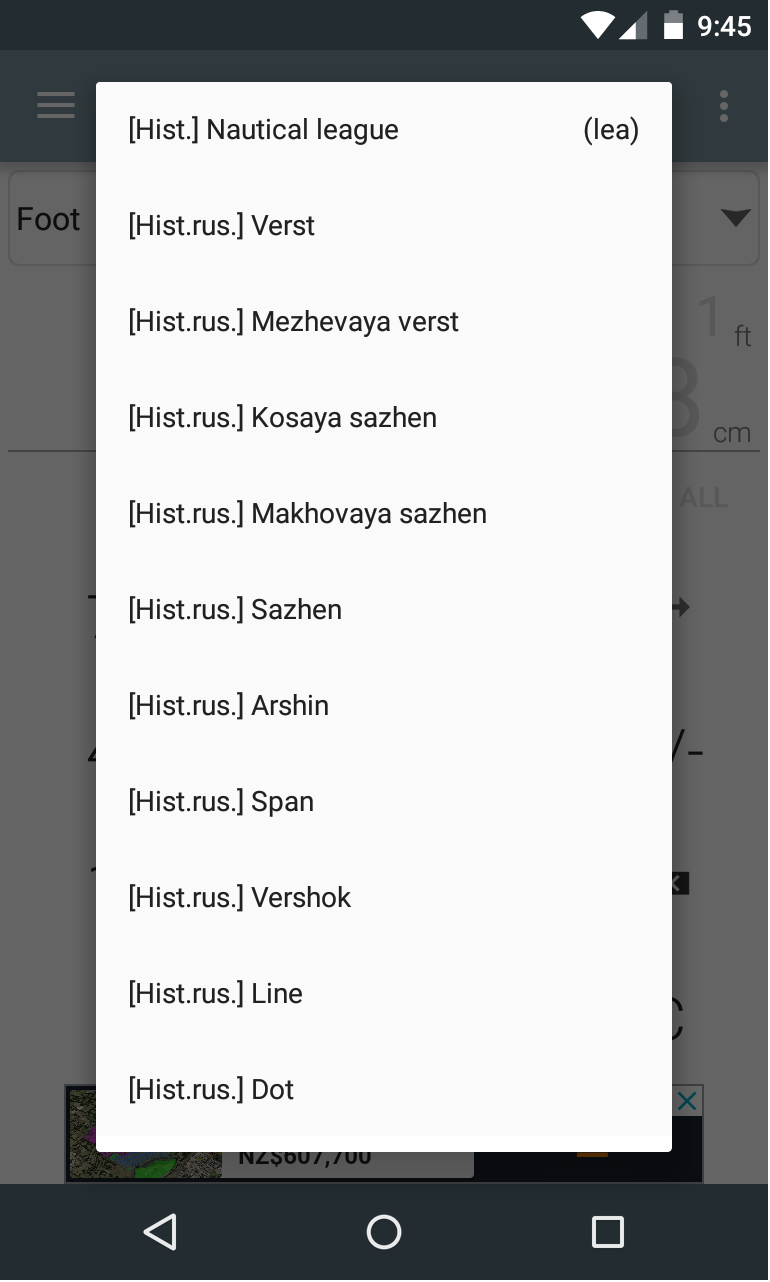 9:45
[Hist.] Nautical league (lea)
Foot
[Hist.rus.] Verst
[Hist.rus.] Mezhevaya verst
1 ft
[Hist.rus.] Kosaya sazhen
cm
ALL
[Hist.rus.] Makhovaya sazhen
[Hist.rus.] Sazhen
[Hist.rus.] Arshin
/-
[Hist.rus.] Span
[Hist.rus.] Vershok
[Hist.rus.] Line
[Hist.rus.] Dot
NZ$607,700